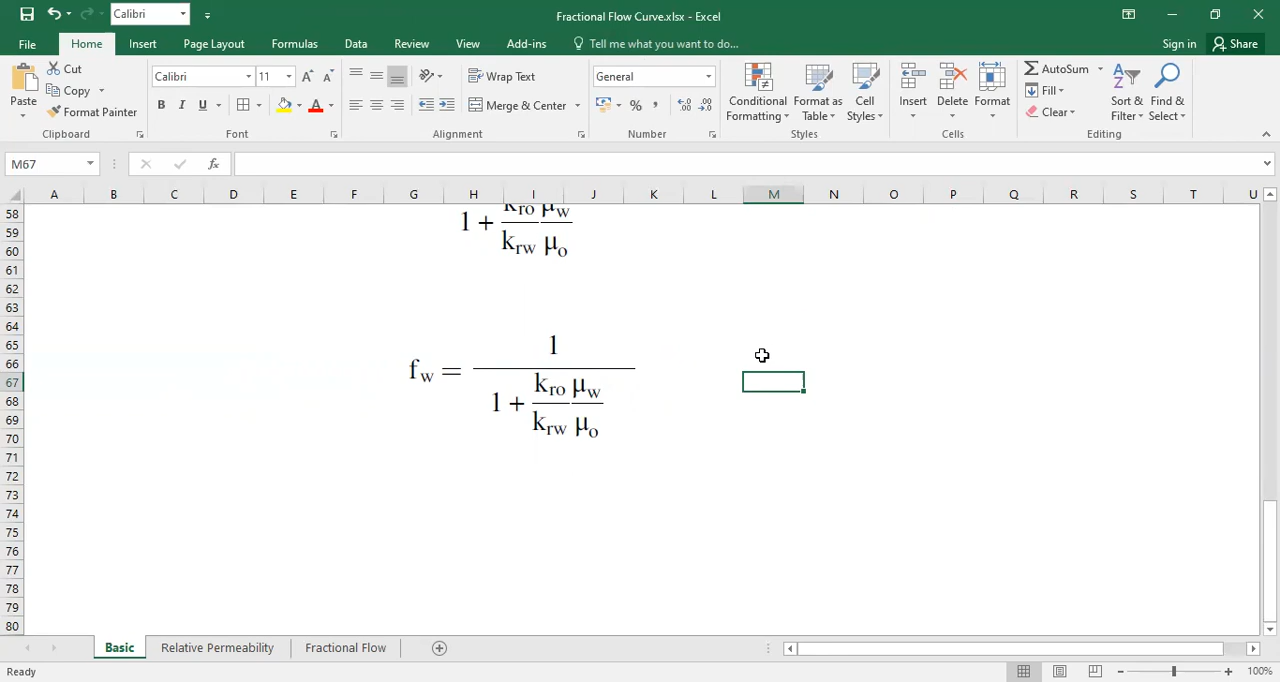 Calibri
Fractional Flow Curve.xlsx - Excel
File Home Insert Page Layout Formulas Data Review View Add-ins Tell me what you want to do... Sign in Share
Cut
Copy
Format Painter
Paste
Calibri 11
B I U
Wrap Text
Merge & Center
General
% ,
Conditional Formatting
Format as Table
Cell Styles
Insert
Delete
Format
AutoSum
Fill
Clear
Sort & Filter
Find & Select
Clipboard Font Alignment Number Styles Cells Editing
M67 fx
A B C D E F G H I J K L M N O P Q R S T U
58
59
60
61
62
63
64
65
66
67
68
69
70
71
72
73
74
75
76
77
78
79
80
kro μw
1 +
krw μo
1
fw =
kro μw
1 +
krw μo
Basic Relative Permeability Fractional Flow
Ready 100%